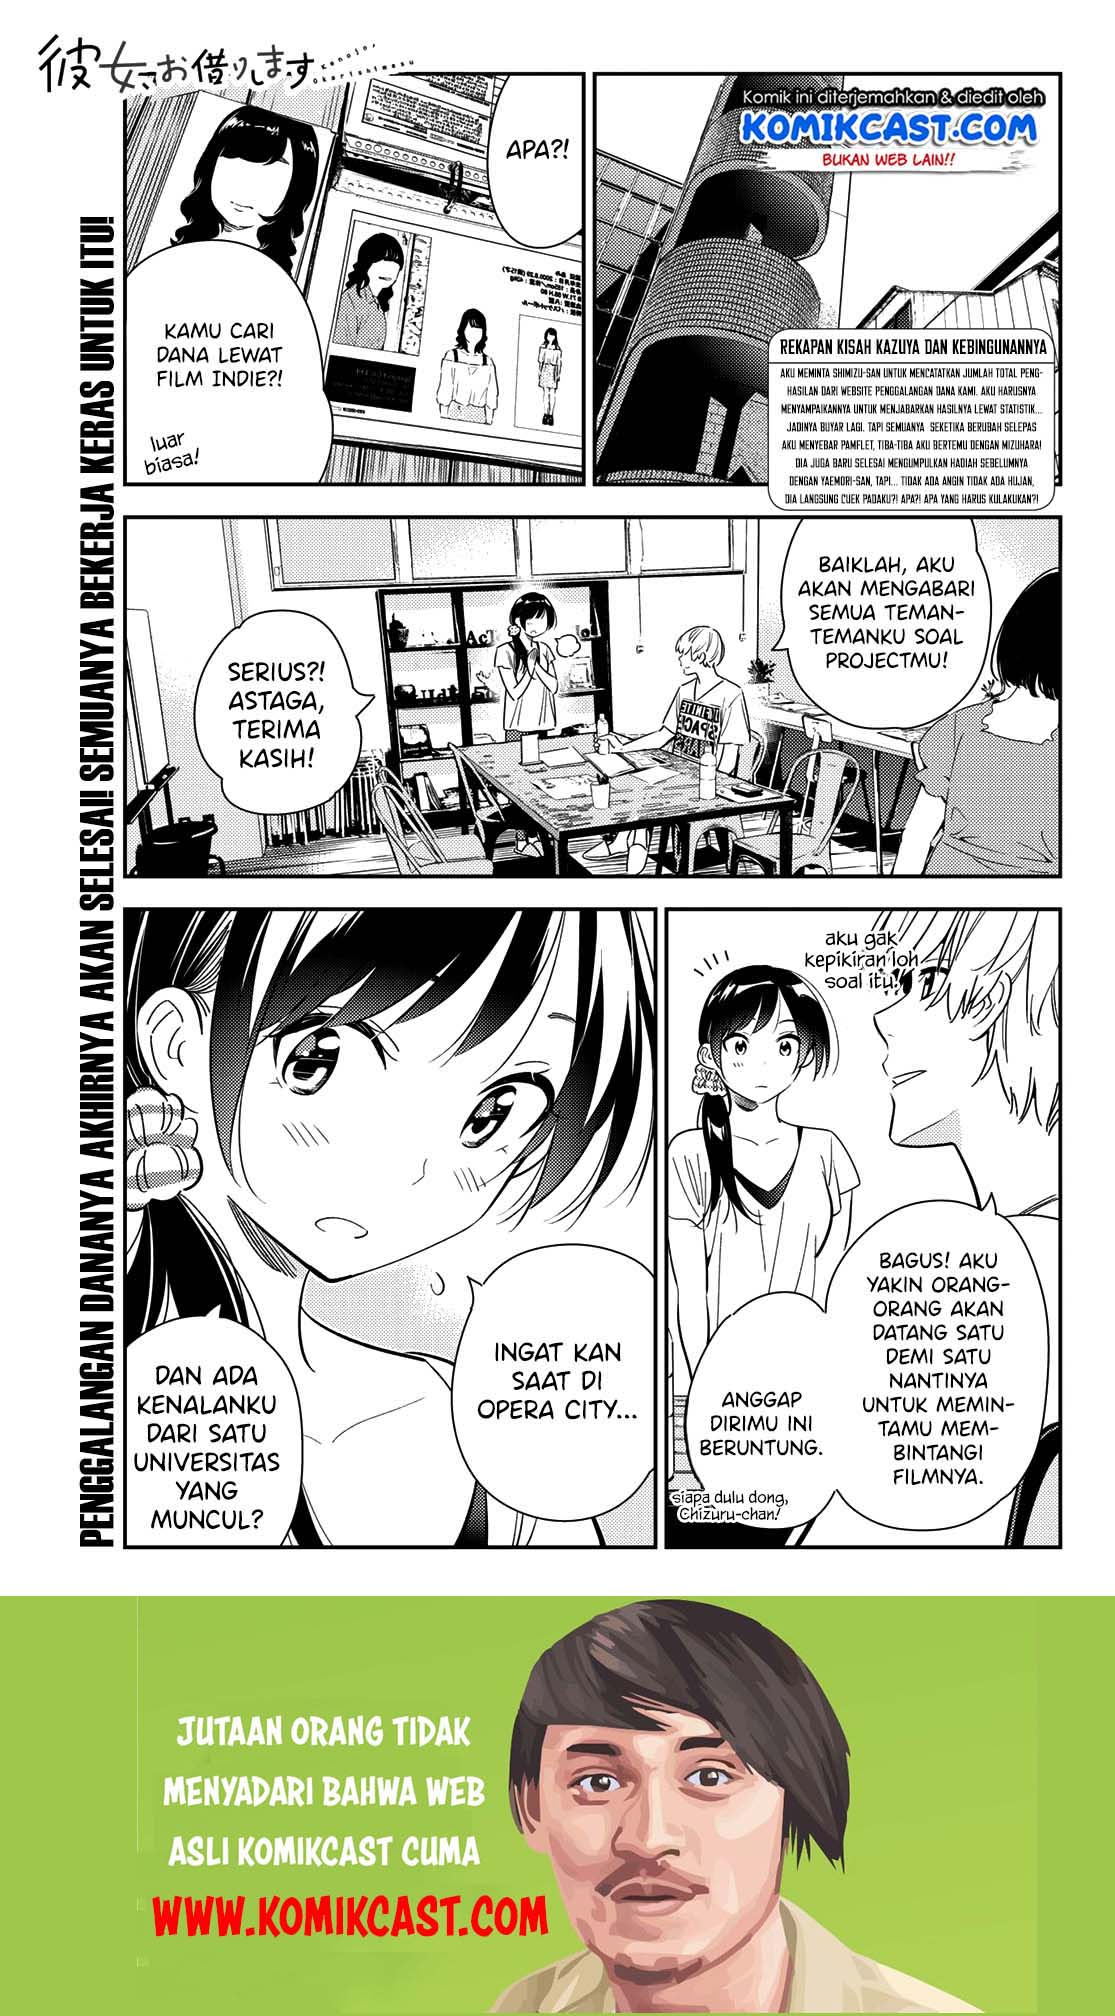 彼女、お借りします
Kanojo, Okarishimasu
Komik ini diterjemahkan & diedit oleh
KOMIKCAST.COM
BUKAN WEB LAIN!!
APA?!
KAMU CARI
DANA LEWAT
FILM INDIE?!
luar
biasa!
REKAPAN KISAH KAZUYA DAN KEBINGUNANNYA
AKU MEMINTA SHIMIZU-SAN UNTUK MENCATATKAN JUMLAH TOTAL PENG-
HASILAN DARI WEBSITE PENGGALANGAN DANA KAMI. AKU HARUSNYA
MENYAMPAIKANNYA UNTUK MENJABARKAN HASILNYA LEWAT STATISTIK...
JADINYA BUYAR LAGI. TAPI SEMUANYA SEKETIKA BERUBAH SELEPAS
AKU MENYEBAR PAMFLET, TIBA-TIBA AKU BERTEMU DENGAN MIZUHARA!
DIA JUGA BARU SELESAI MENGUMPULKAN HADIAH SEBELUMNYA
DENGAN YAEMORI-SAN, TAPI... TIDAK ADA ANGIN TIDAK ADA HUJAN,
DIA LANGSUNG CUEK PADAKU?! APA?! APA YANG HARUS KULAKUKAN?!
PENGGALANGAN DANANYA AKHIRNYA AKAN SELESAI! SEMUANYA BEKERJA KERAS UNTUK ITU!
BAIKLAH, AKU
AKAN MENGABARI
SEMUA TEMAN-
TEMANKU SOAL
PROJECTMU!
SERIUS?!
ASTAGA,
TERIMA
KASIH!
aku gak
kepikiran loh
soal itu!
BAGUS! AKU
YAKIN ORANG-
ORANG AKAN
DATANG SATU
DEMI SATU
NANTINYA
UNTUK MEMIN-
TAMU MEM-
BINTANGI
FILMNYA.
ANGGAP
DIRIMU INI
BERUNTUNG.
siapa dulu dong,
Chizuru-chan!
INGAT KAN
SAAT DI
OPERA CITY...
DAN ADA
KENALANKU
DARI SATU
UNIVERSITAS
YANG
MUNCUL?
JUTAAN ORANG TIDAK
MENYADARI BAHWA WEB
ASLI KOMIKCAST CUMA
WWW.KOMIKCAST.COM